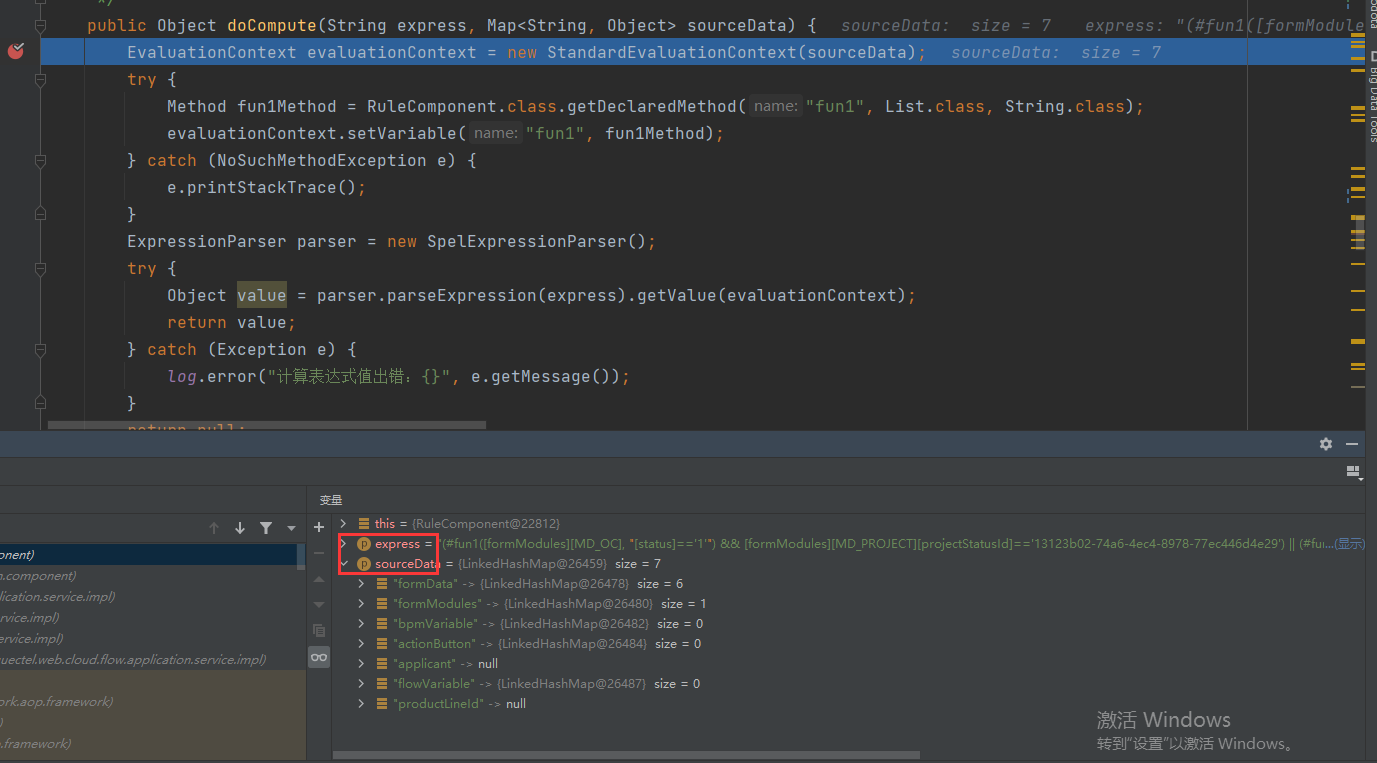 */
public Object doCompute(String express, Map<String, Object> sourceData) {  sourceData:  size = 7   express: "(#fun1([formModule
EvaluationContext evaluationContext = new StandardEvaluationContext(sourceData);  sourceData:  size = 7
try {
Method fun1Method = RuleComponent.class.getDeclaredMethod( name: "fun1", List.class, String.class);
evaluationContext.setVariable( name: "fun1", fun1Method);
} catch (NoSuchMethodException e) {
e.printStackTrace();
}
ExpressionParser parser = new SpelExpressionParser();
try {
Object value = parser.parseExpression(express).getValue(evaluationContext);
return value;
} catch (Exception e) {
log.error("计算表达式值出错：{}", e.getMessage());
}
return null;
Big Data Tools
变量
this = {RuleComponent@22812}
express = "(#fun1([formModules][MD_OC], "[status]=='1'") && [formModules][MD_PROJECT][projectStatusId]=='13123b02-74a6-4ec4-8978-77ec446d4e29') || (#fur...(显示)
sourceData = {LinkedHashMap@26459}  size = 7
"formData" -> {LinkedHashMap@26478}  size = 6
"formModules" -> {LinkedHashMap@26480}  size = 1
"bpmVariable" -> {LinkedHashMap@26482}  size = 0
"actionButton" -> {LinkedHashMap@26484}  size = 0
"applicant" -> null
"flowVariable" -> {LinkedHashMap@26487}  size = 0
"productLineId" -> null
onent)
n.component)
lication.service.impl)
rvice.impl)
ervice.impl)
uectel.web.cloud.flow.application.service.impl)
ork.aop.framework)
)
o.framework)
激活 Windows
转到“设置”以激活 Windows。